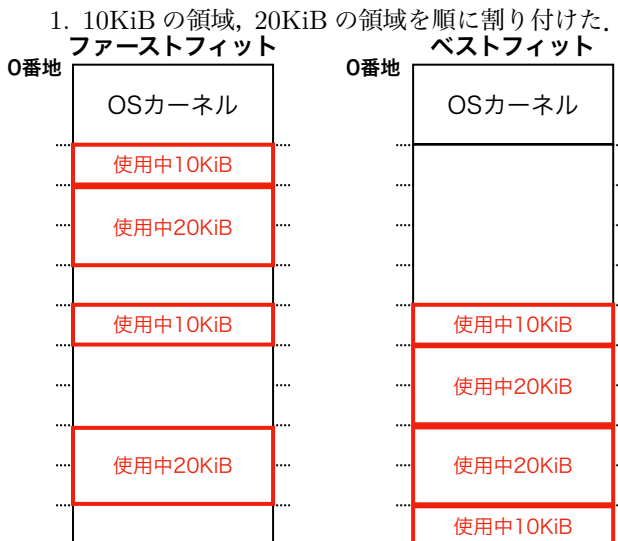 1. 10KiB の領域, 20KiB の領域を順に割り付けた.
ファーストフィット
0番地
OSカーネル
使用中10KiB
使用中20KiB
使用中10KiB
使用中20KiB
ベストフィット
0番地
OSカーネル
使用中10KiB
使用中20KiB
使用中20KiB
使用中10KiB